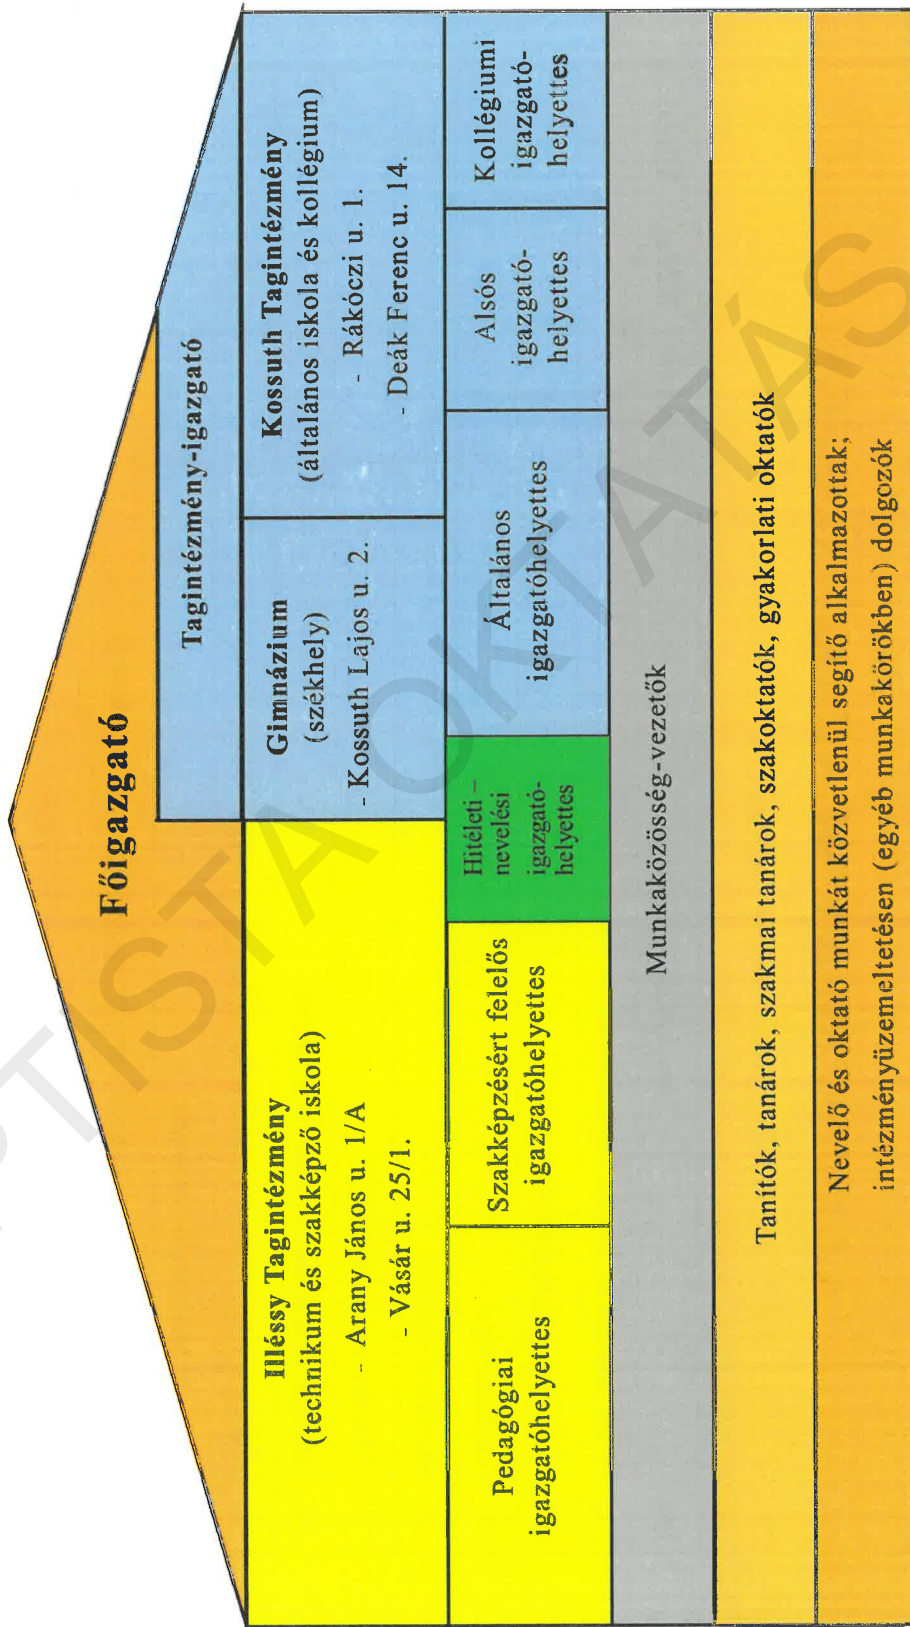 Főigazgató
Tagintézmény-igazgató
Illéssy Tagintézmény
(technikum és szakképző iskola)
- Arany János u. 1/A
- Vásár u. 25/1.
Gimnázium
(székhely)
- Kossuth Lajos u. 2.
Kossuth Tagintézmény
(általános iskola és kollégium)
- Rákóczi u. 1.
- Deák Ferenc u. 14.
Pedagógiai
igazgatóhelyettes
Szakképzésért felelős
igazgatóhelyettes
Hitéleti –
nevelési
igazgató-
helyettes
Általános
igazgatóhelyettes
Alsós
igazgató-
helyettes
Kollégiumi
igazgató-
helyettes
Munkaközösség-vezetők
Tanítók, tanárok, szakmai tanárok, szakoktatók, gyakorlati oktatók
Nevelő és oktató munkát közvetlenül segítő alkalmazottak;
intézményüzemeltetésen (egyéb munkakörökben) dolgozók
PTISTA OKTATÁS